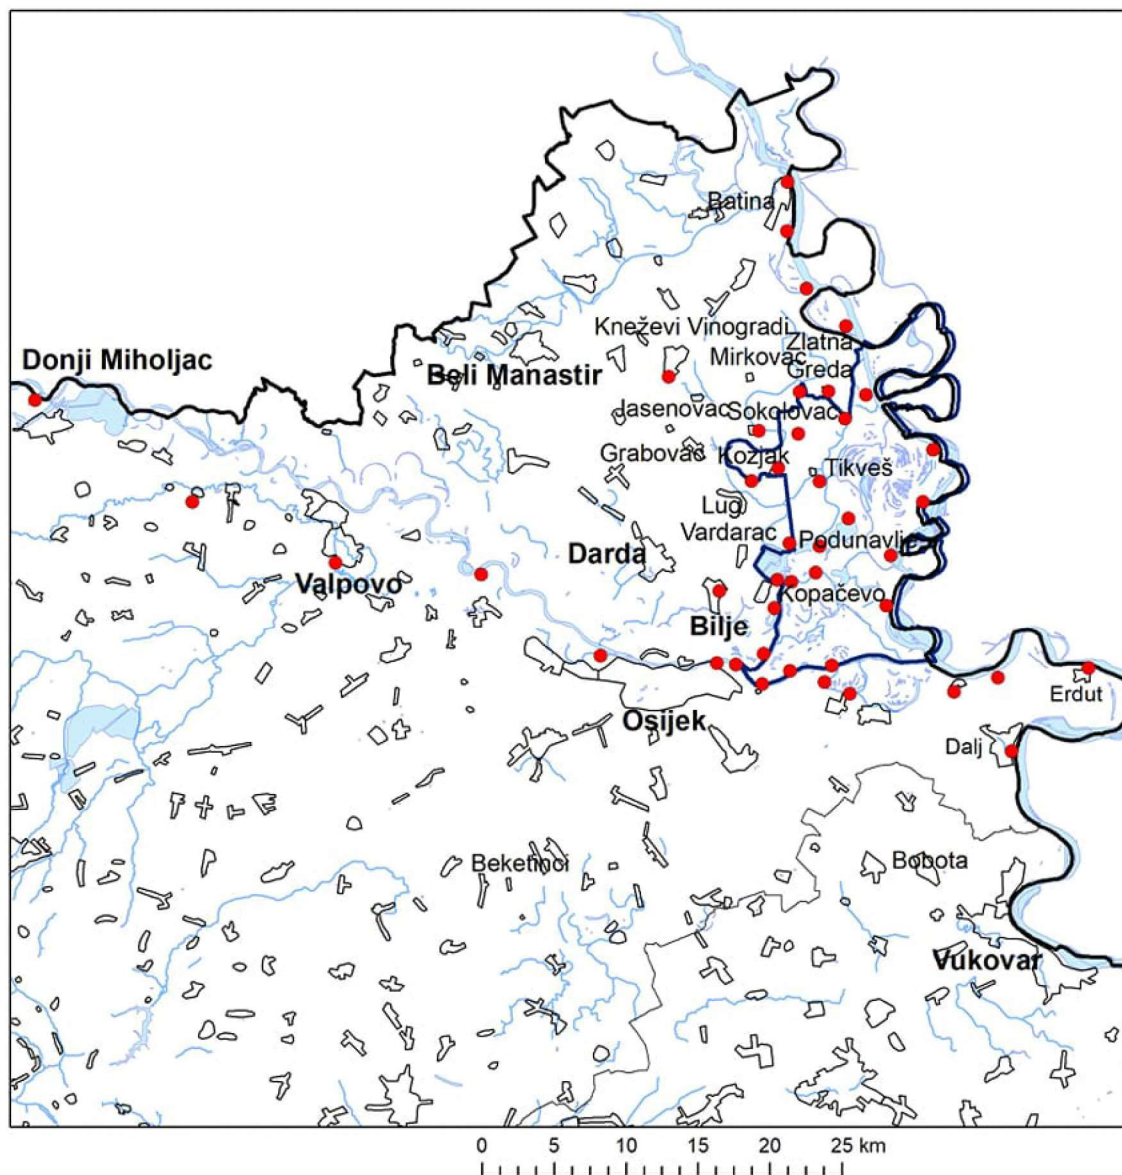 Batina
Kneževi Vinogradi
Zlatna
Greda
Mirkovac
Donji Miholjac
Beli Manastir
Jasenovac
Sokolovac
Grabovac
Kozjak
Tikveš
Lug
Vardarac
Podunavlje
Darda
Valpovo
Kopačevo
Bilje
Erdut
Osijek
Dalj
Beketinci
Bobota
Vukovar
0 5 10 15 20 25 km